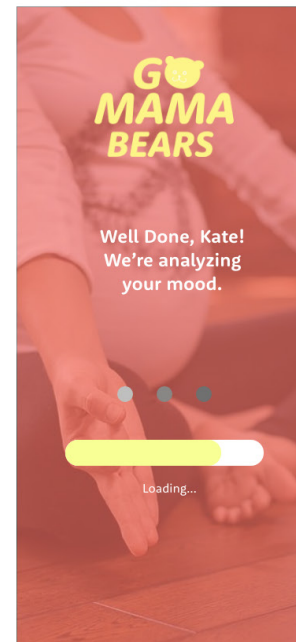 GO
MAMA
BEARS
Well Done, Kate!
We’re analyzing
your mood.
Loading...